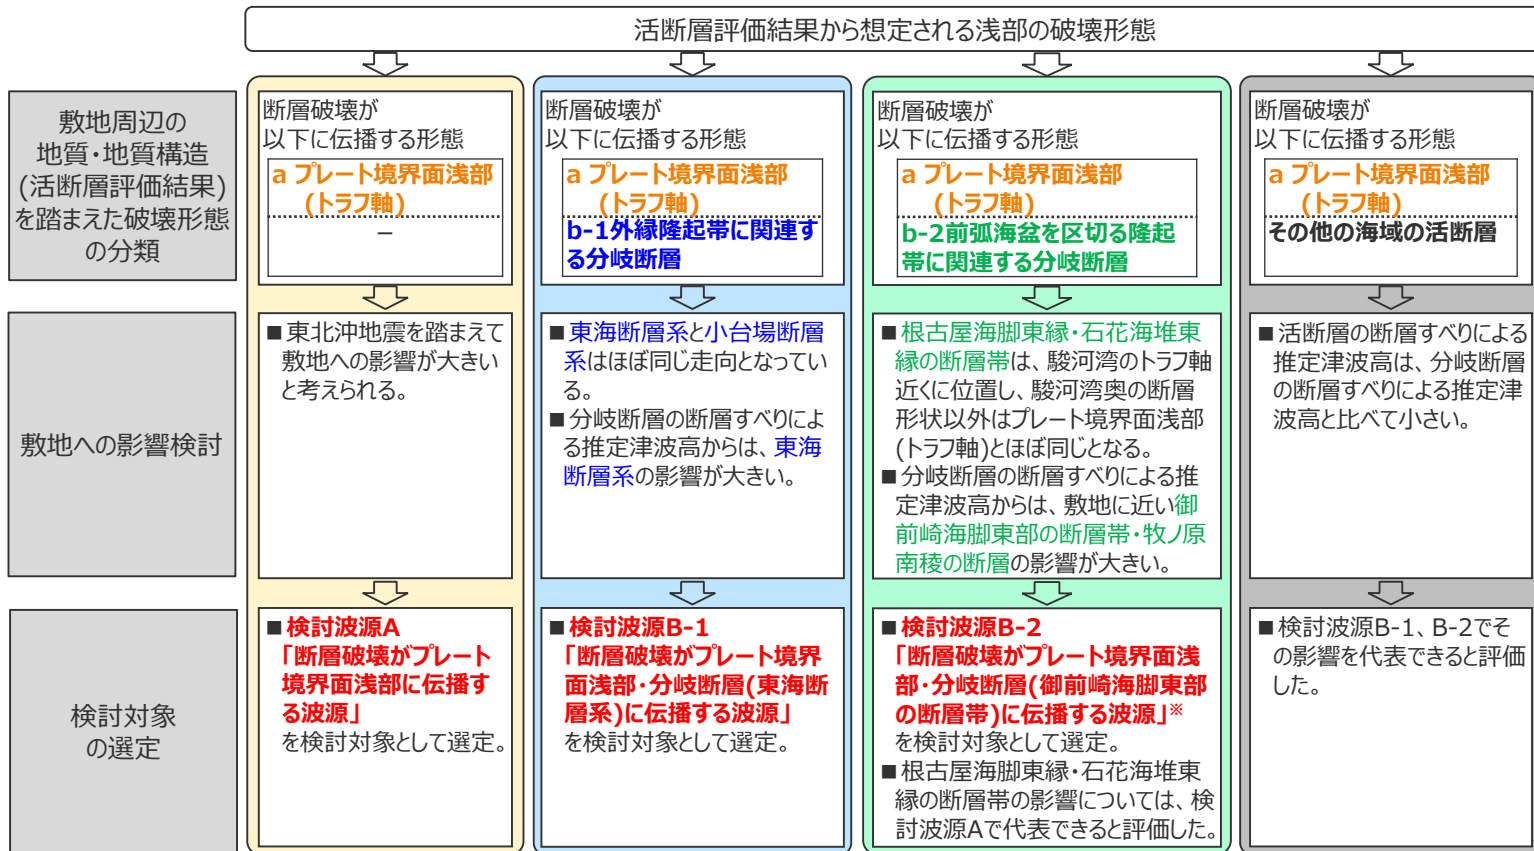 活断層評価結果から想定される浅部の破壊形態
敷地周辺の
地質・地質構造
(活断層評価結果)
を踏まえた破壊形態
の分類
断層破壊が
以下に伝播する形態
a プレート境界面浅部
(トラフ軸)
－
断層破壊が
以下に伝播する形態
a プレート境界面浅部
(トラフ軸)
b-1外縁隆起帯に関連す
る分岐断層
断層破壊が
以下に伝播する形態
a プレート境界面浅部
(トラフ軸)
b-2前弧海盆を区切る隆起
帯に関連する分岐断層
断層破壊が
以下に伝播する形態
a プレート境界面浅部
(トラフ軸)
その他の海域の活断層
敷地への影響検討
■東北沖地震を踏まえて
敷地への影響が大きい
と考えられる。
■東海断層系と小台場断層
系はほぼ同じ走向となってい
る。
■分岐断層の断層すべりによ
る推定津波高からは、東海
断層系の影響が大きい。
■根古屋海脚東縁・石花海堆東
縁の断層帯は、駿河湾のトラフ軸
近くに位置し、駿河湾奥の断層
形状以外はプレート境界面浅部
(トラフ軸)とほぼ同じとなる。
■分岐断層の断層すべりによる推
定津波高からは、敷地に近い御
前崎海脚東部の断層帯・牧ノ原
南稜の断層の影響が大きい。
■活断層の断層すべりによる
推定津波高は、分岐断層
の断層すべりによる推定津
波高と比べて小さい。
検討対象
の選定
■検討波源A
「断層破壊がプレート
境界面浅部に伝播す
る波源」
を検討対象として選定。
■検討波源B-1
「断層破壊がプレート境界
面浅部・分岐断層(東海断
層系)に伝播する波源」
を検討対象として選定。
■検討波源B-2
「断層破壊がプレート境界面浅
部・分岐断層(御前崎海脚東部
の断層帯)に伝播する波源」※
を検討対象として選定。
■根古屋海脚東縁・石花海堆東
縁の断層帯の影響については、検
討波源Aで代表できると評価した。
■検討波源B-1、B-2でそ
の影響を代表できると評価
した。